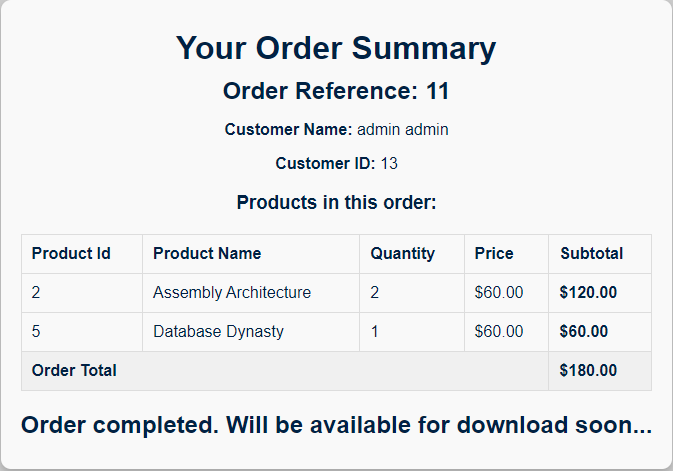 Your Order Summary
Order Reference: 11
Customer Name: admin admin
Customer ID: 13
Products in this order:
Product Id Product Name Quantity Price Subtotal
2 Assembly Architecture 2 $60.00 $120.00
5 Database Dynasty 1 $60.00 $60.00
Order Total $180.00
Order completed. Will be available for download soon...